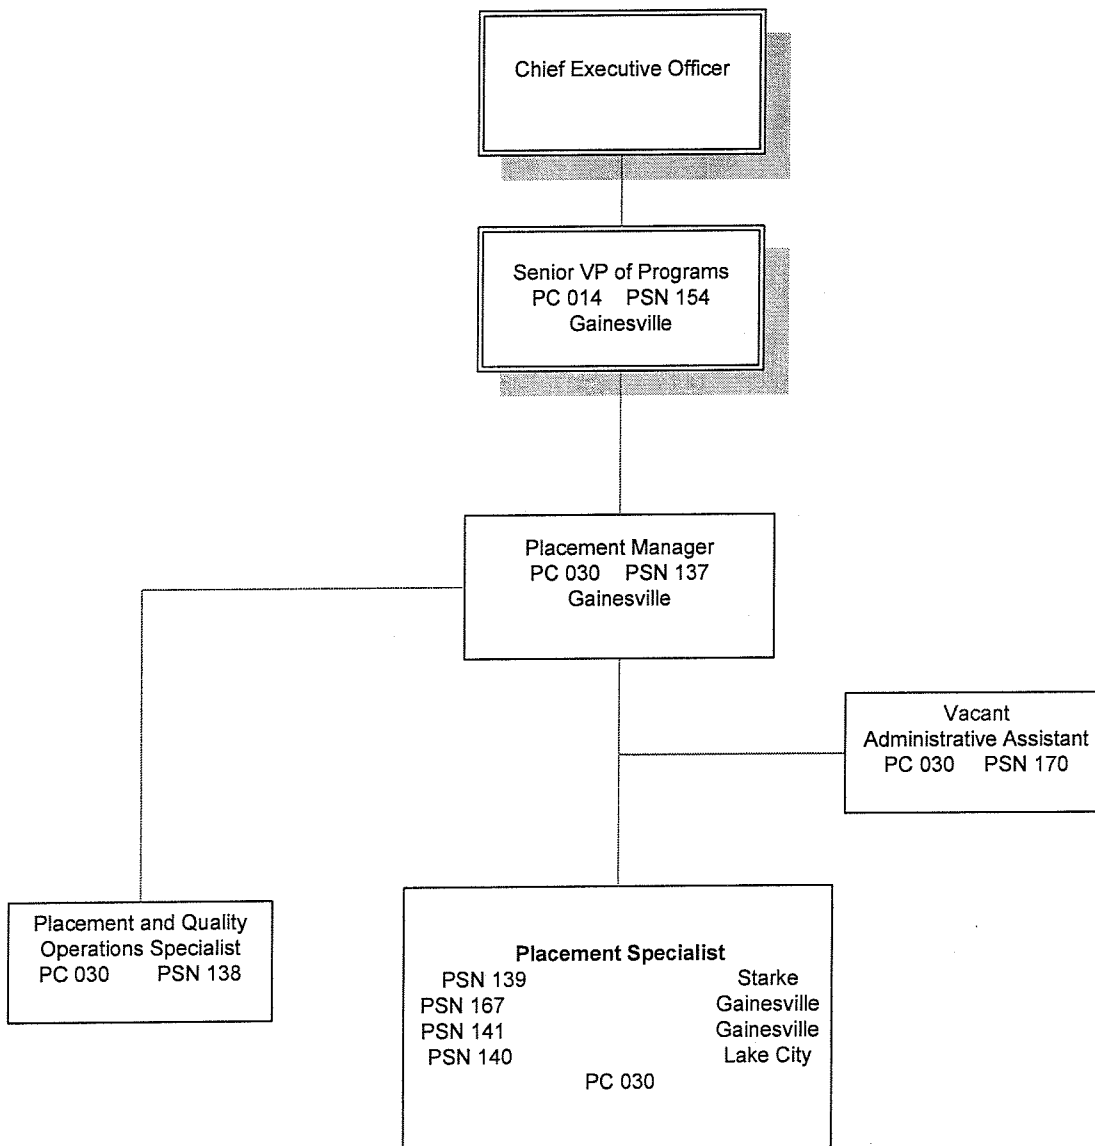 Chief Executive Officer
Senior VP of Programs
PC 014 PSN 154
Gainesville
Placement Manager
PC 030 PSN 137
Gainesville
Vacant
Administrative Assistant
PC 030 PSN 170
Placement and Quality
Operations Specialist
PC 030 PSN 138
Placement Specialist
PSN 139 Starke
PSN 167 Gainesville
PSN 141 Gainesville
PSN 140 Lake City
PC 030